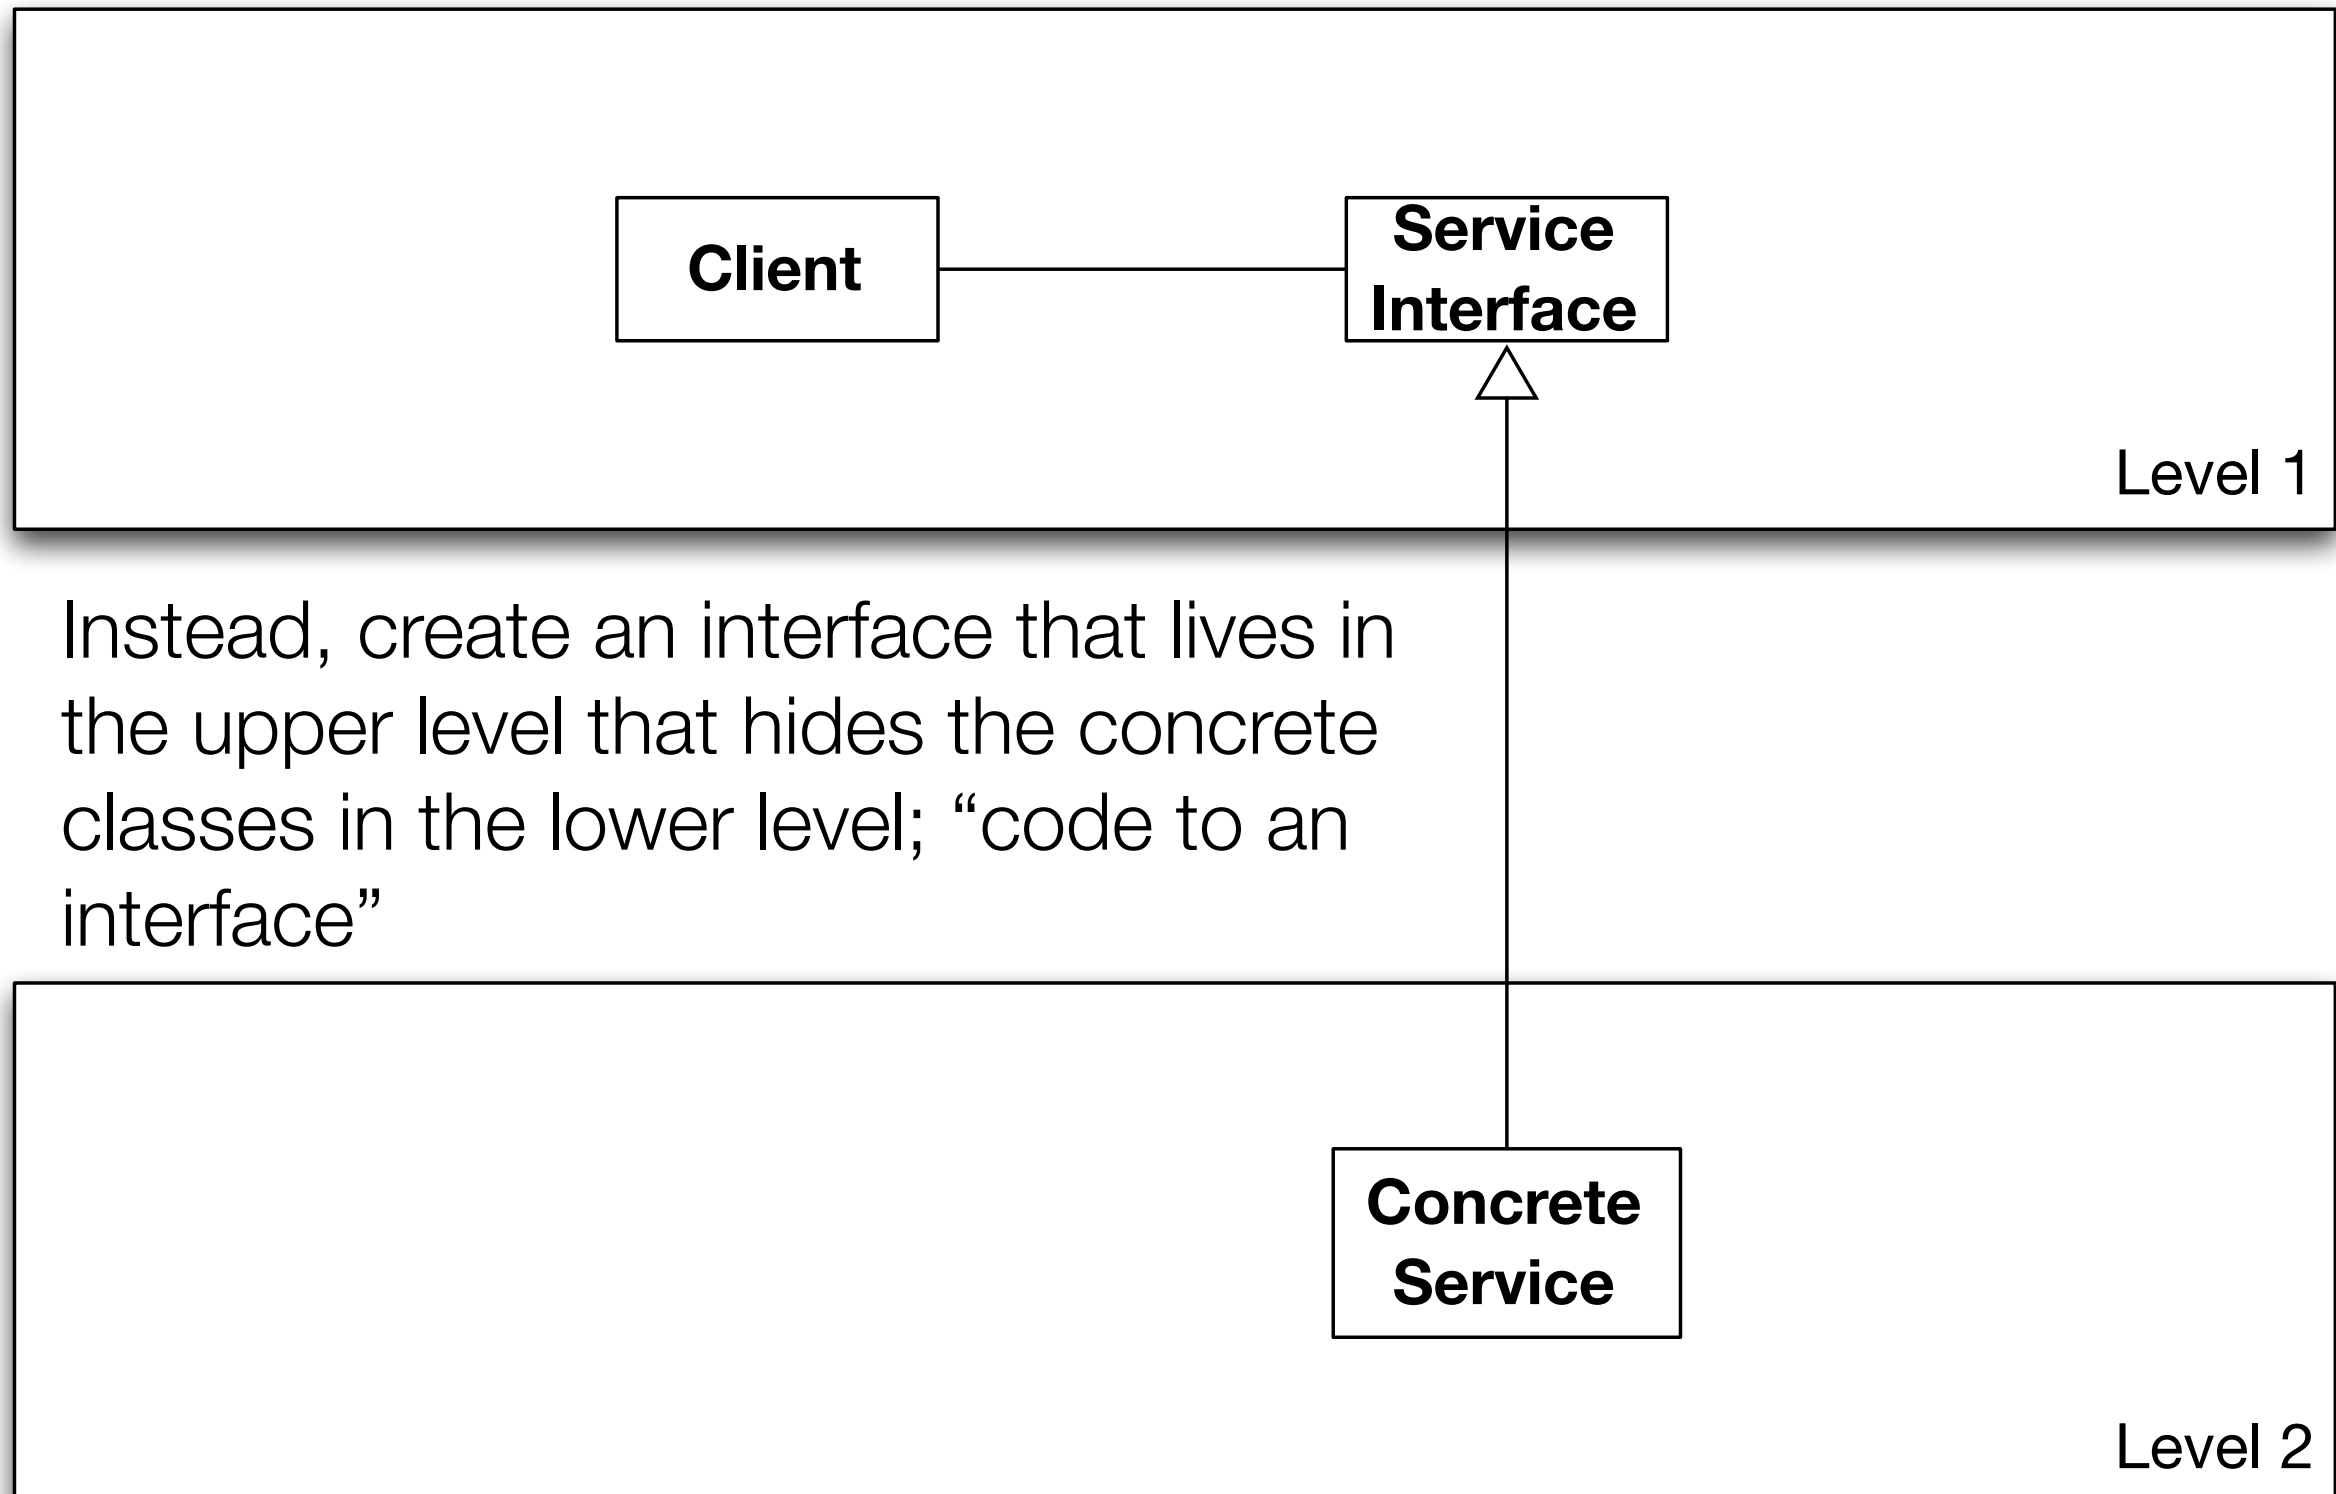 Client
Service
Interface
Level 1
Instead, create an interface that lives in
the upper level that hides the concrete
classes in the lower level; “code to an
interface”
Concrete
Service
Level 2